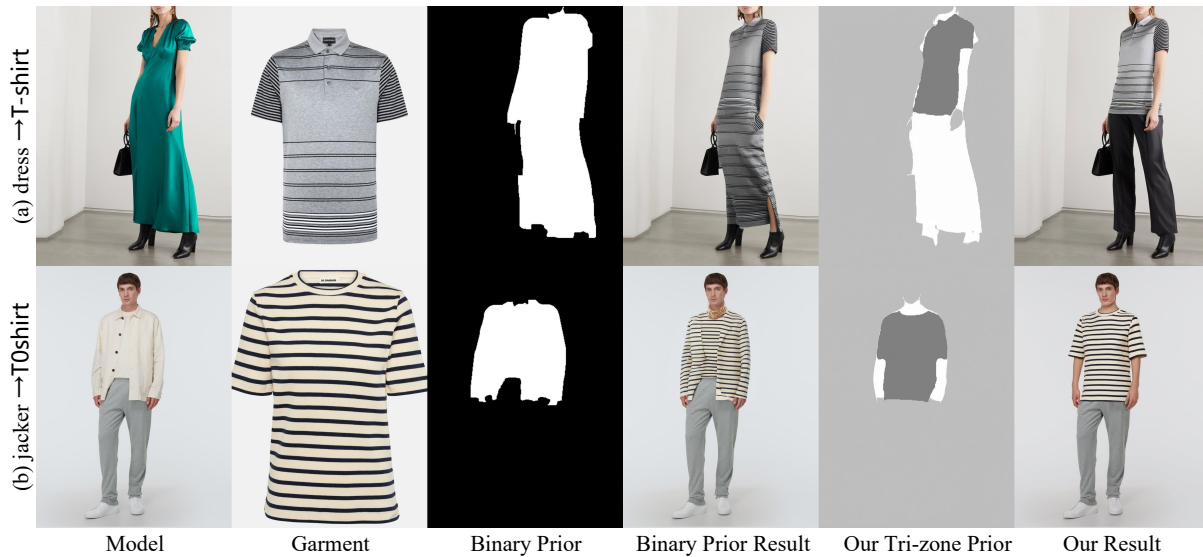 (a) dress →T-shirt
(b) jacker →T0shirt
Model
Garment
Binary Prior
Binary Prior Result
Our Tri-zone Prior
Our Result